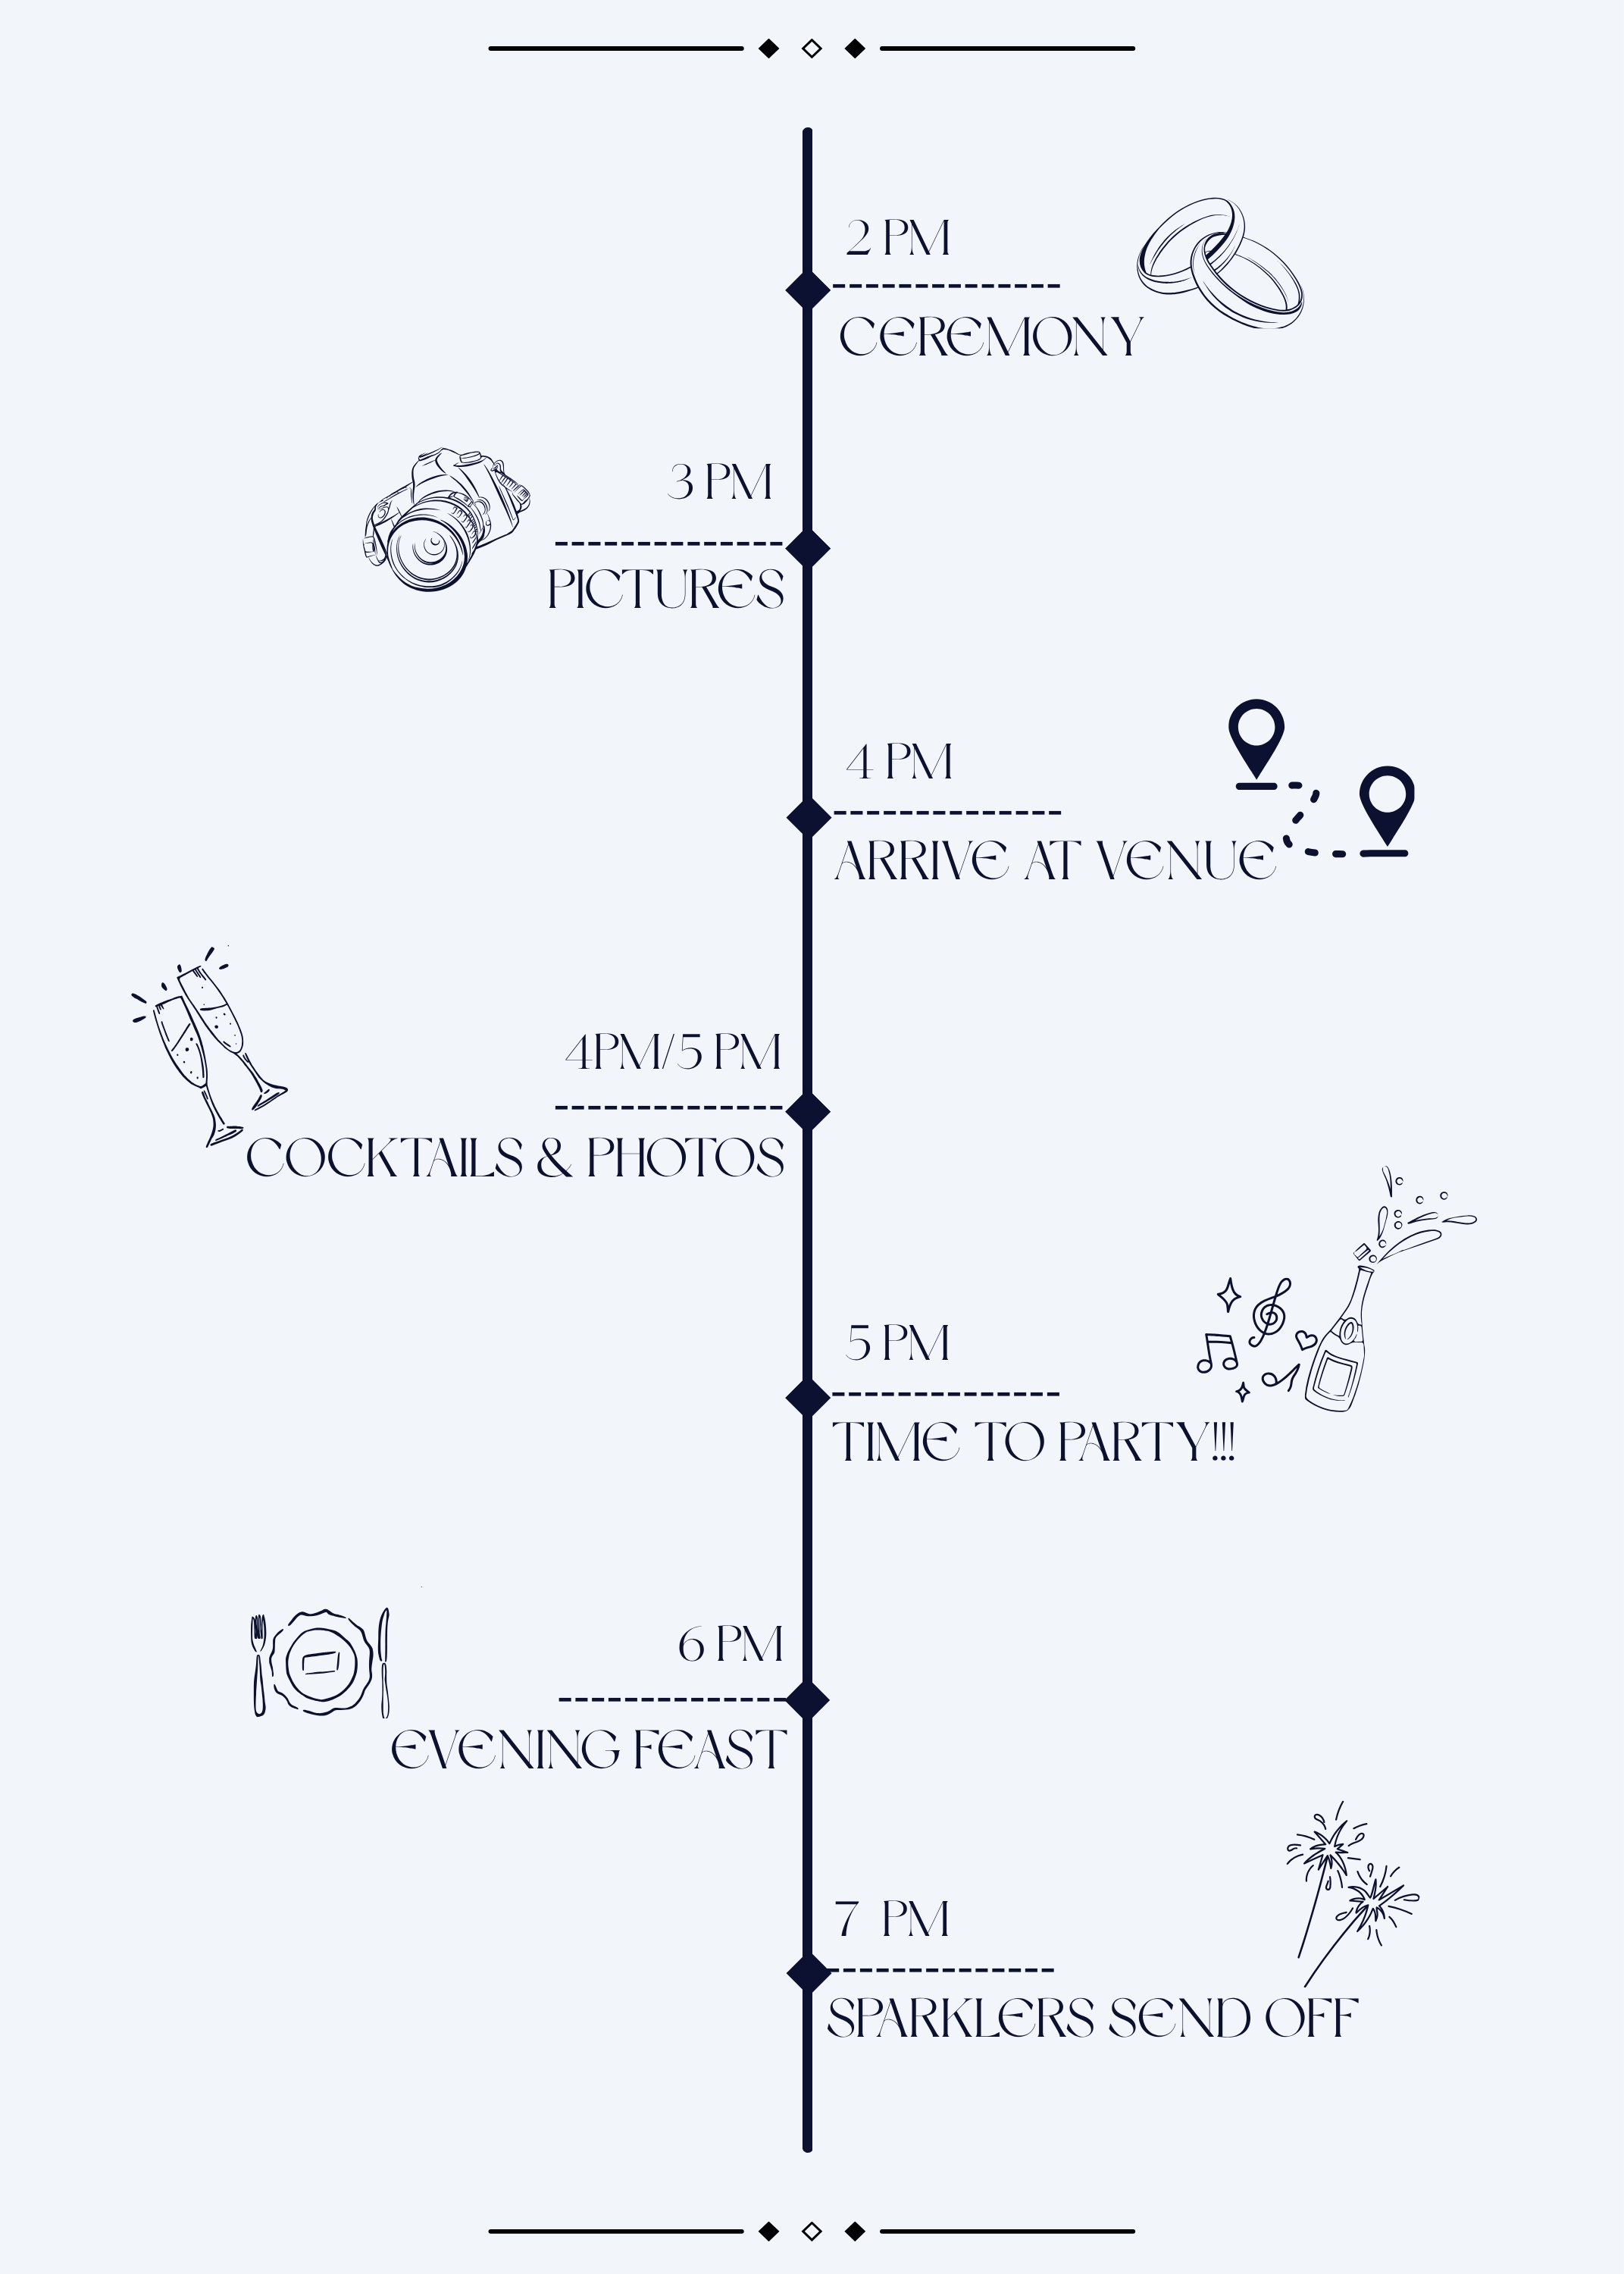 2 PM
CEREMONY
3 PM
PICTURES
4 PM
ARRIVE AT VENUE
4PM/5 PM
COCKTAILS & PHOTOS
5 PM
TIME TO PARTY!!!
6 PM
EVENING FEAST
7 PM
SPARKLERS SEND OFF